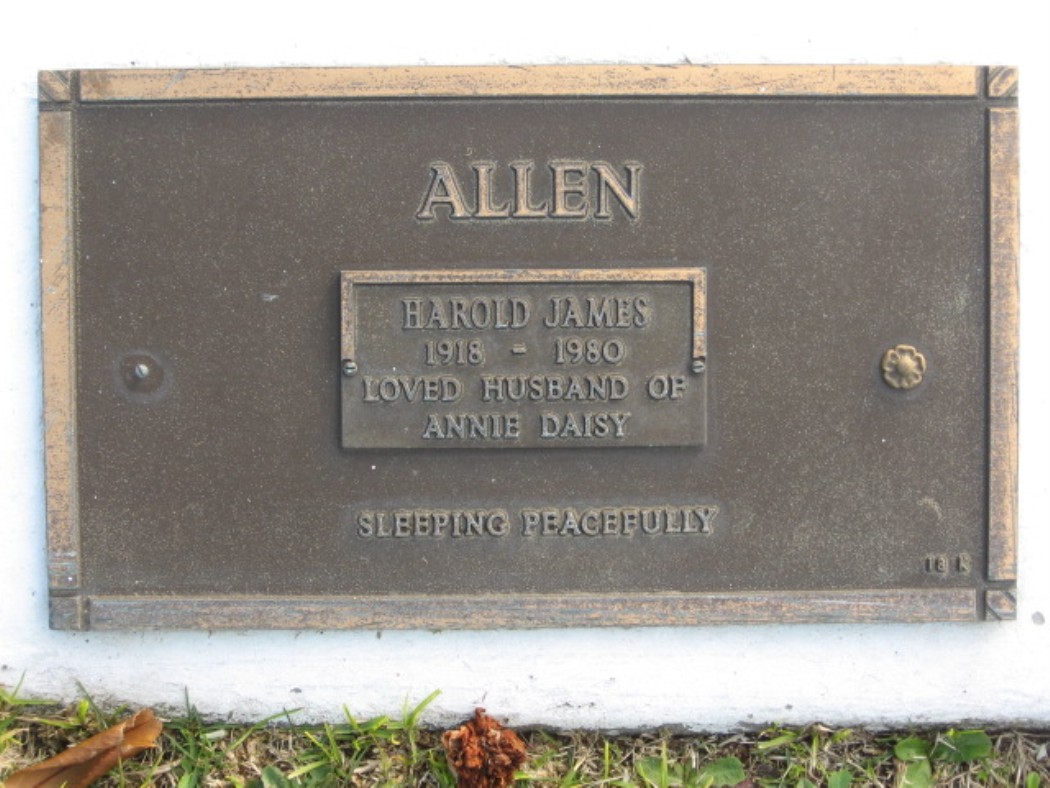 ALLEN
HAROLD JAMES
1918 - 1980
LOVED HUSBAND OF
ANNIE DAISY
SLEEPING PEACEFULLY
18 K